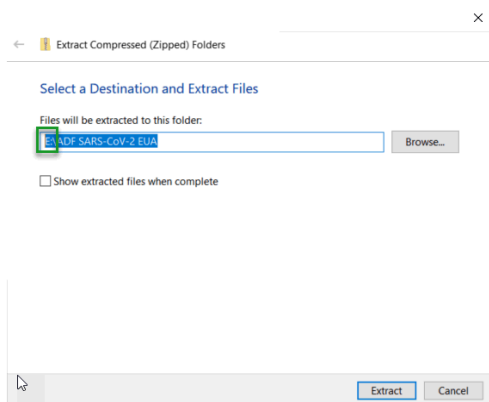 Extract Compressed (Zipped) Folders
Select a Destination and Extract Files
Files will be extracted to this folder:
E:\ADF SARS-CoV-2 EUA
Browse...
Show extracted files when complete
Extract
Cancel